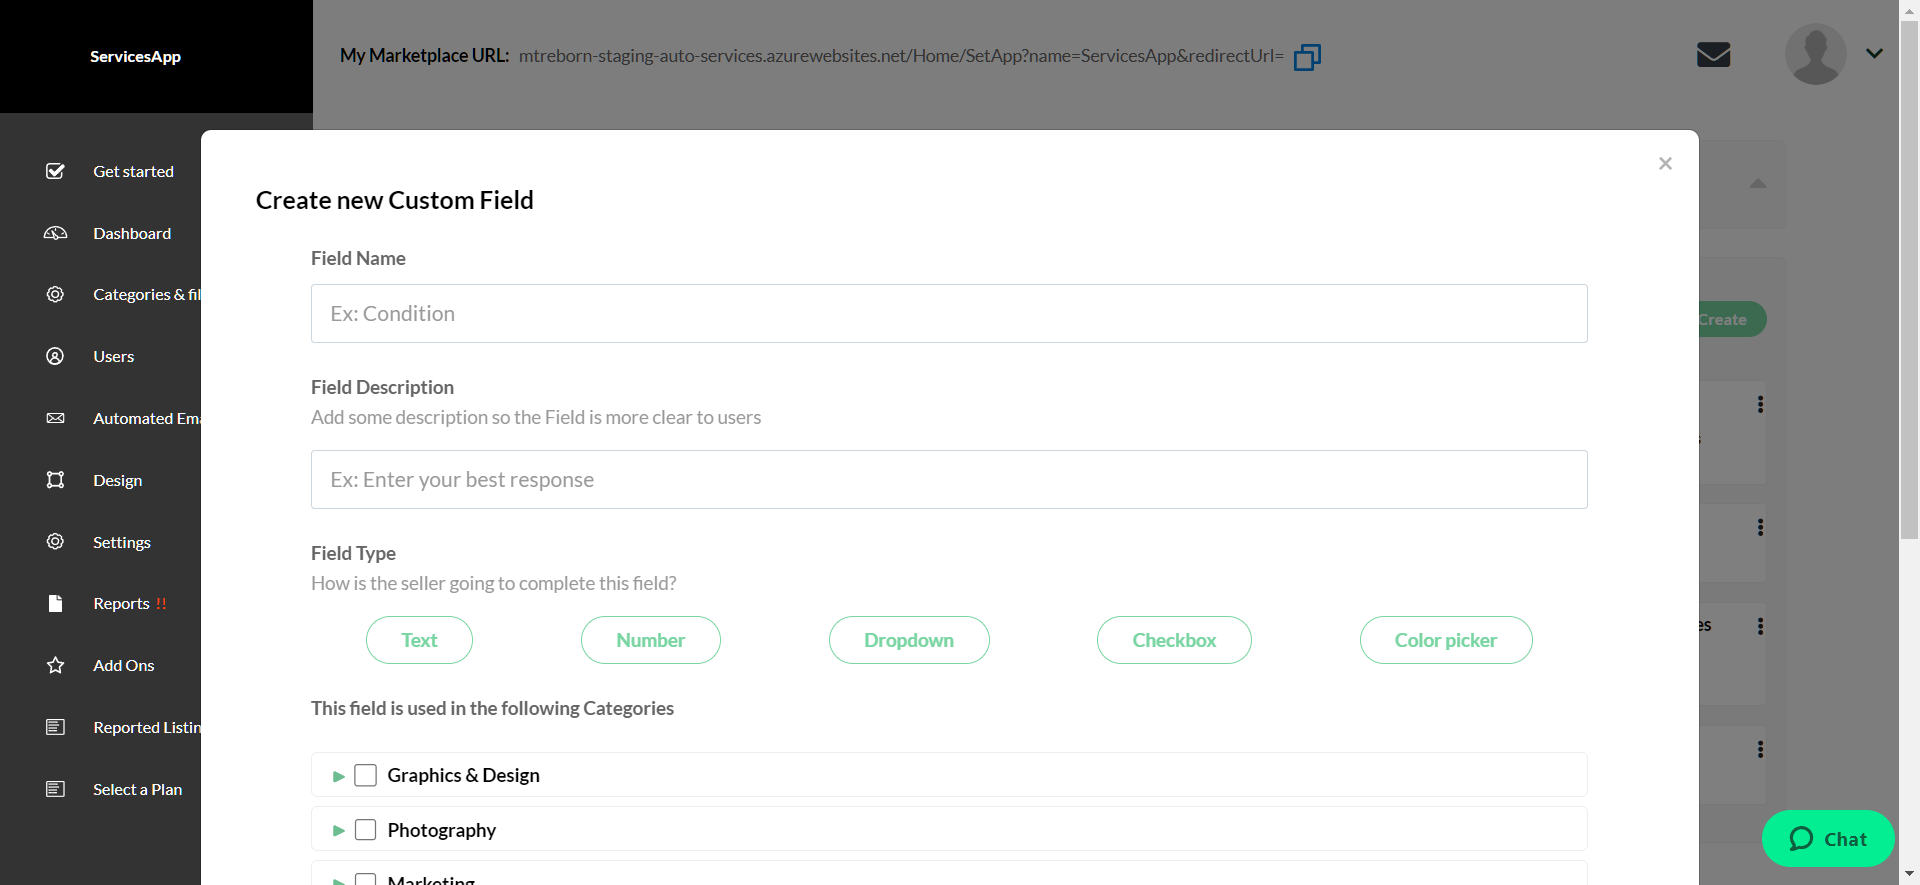 ServicesApp
My Marketplace URL: mtreborn-staging-auto-services.azurewebsites.net/Home/SetApp?name=ServicesApp&redirectUrl=
Get started
Dashboard
Categories & fil
Users
Automated Ema
Design
Settings
Reports !!
Add Ons
Reported Listin
Select a Plan
×
Create new Custom Field
Field Name
Ex: Condition
Field Description
Add some description so the Field is more clear to users
Ex: Enter your best response
Field Type
How is the seller going to complete this field?
Text
Number
Dropdown
Checkbox
Color picker
This field is used in the following Categories
Graphics & Design
Photography
Marketing
Create
es
Chat